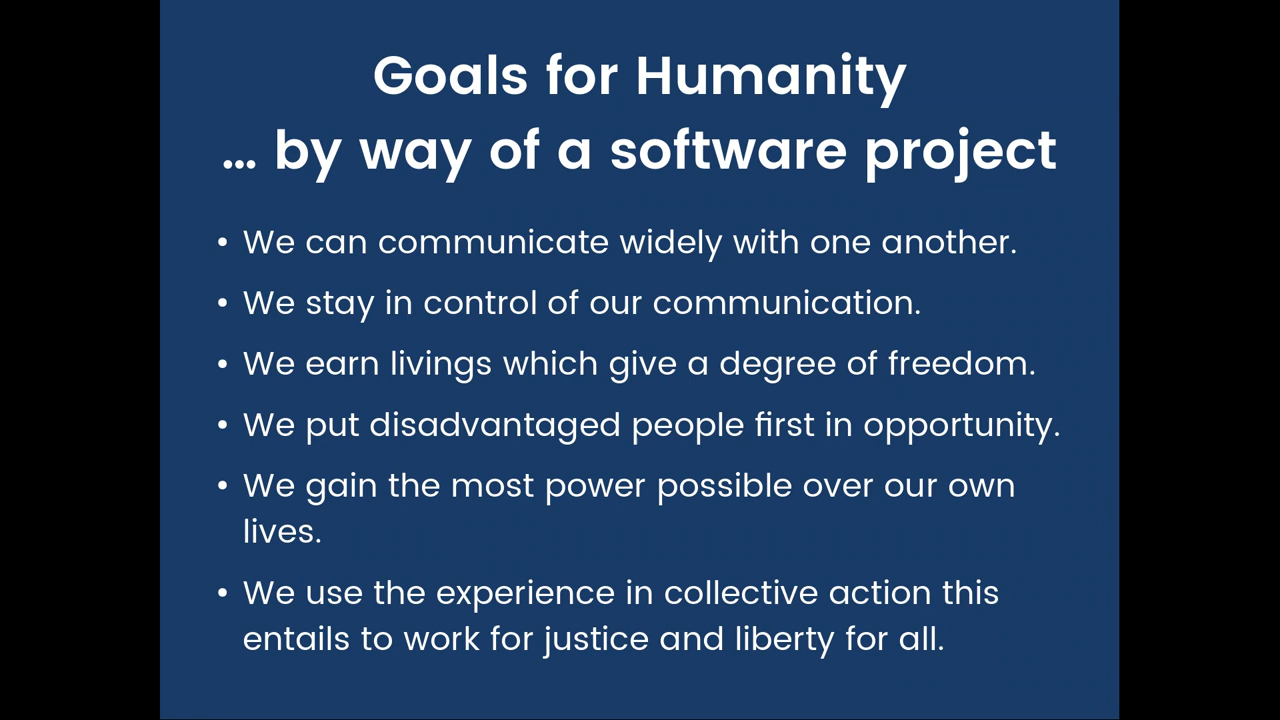 Goals for Humanity
... by way of a software project
• We can communicate widely with one another.
• We stay in control of our communication.
• We earn livings which give a degree of freedom.
• We put disadvantaged people first in opportunity.
• We gain the most power possible over our own
lives.
• We use the experience in collective action this
entails to work for justice and liberty for all.